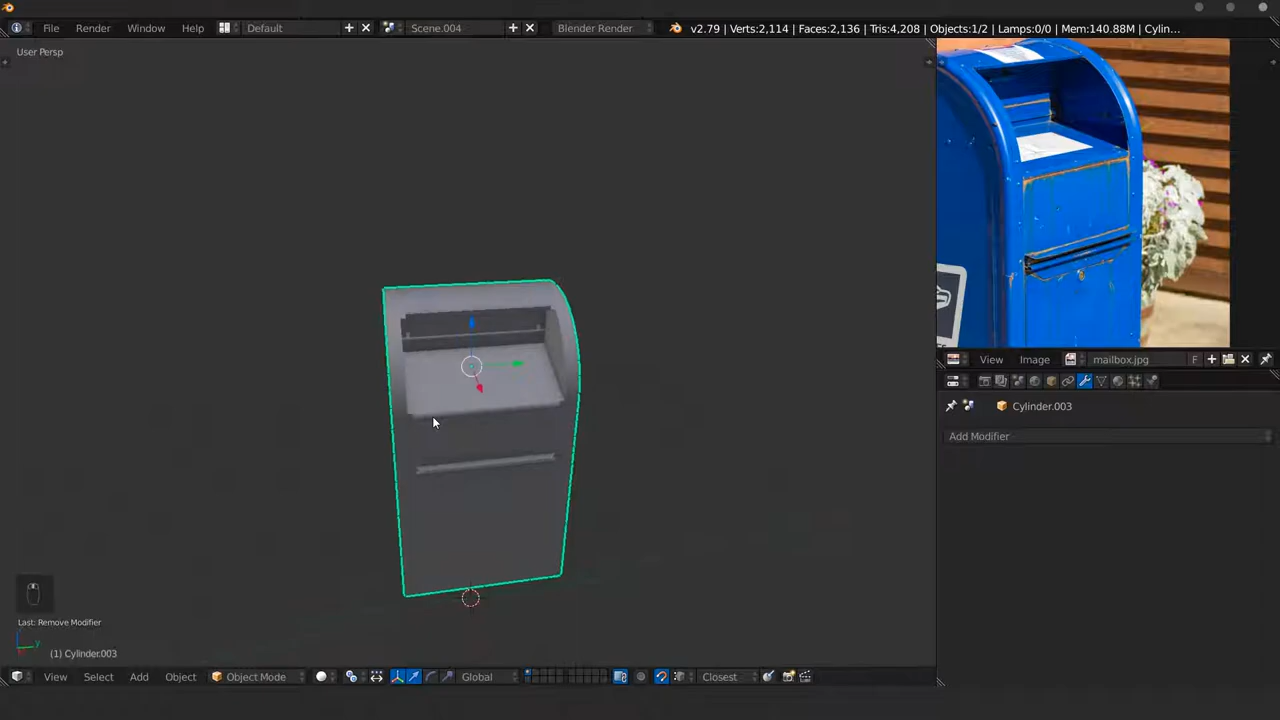 File Render Window Help Default Scene.004 Blender Render v2.79 | Verts:2,114 | Faces:2,136 | Tris:4,208 | Objects:1/2 | Lamps:0/0 | Mem:140.88M | Cylin...
User Persp
View Image mailbox.jpg F
Cylinder.003
Add Modifier
Last: Remove Modifier
y
(1) Cylinder.003
View Select Add Object Object Mode Global Closest